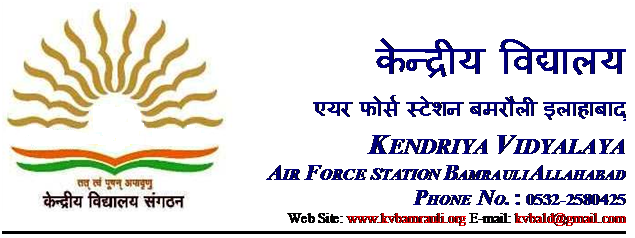 तत् त्वं पूषन् अपावृणु
केन्द्रीय विद्यालय संगठन
केन्द्रीय विद्यालय
एयर फोर्स स्टेशन बमरौली इलाहाबाद
KENDRIYA VIDYALAYA
AIR FORCE STATION BAMRAULI ALLAHABAD
PHONE NO. : 0532-2580425
Web Site: www.kvbamrauli.org E-mail: kvbald@gmail.com